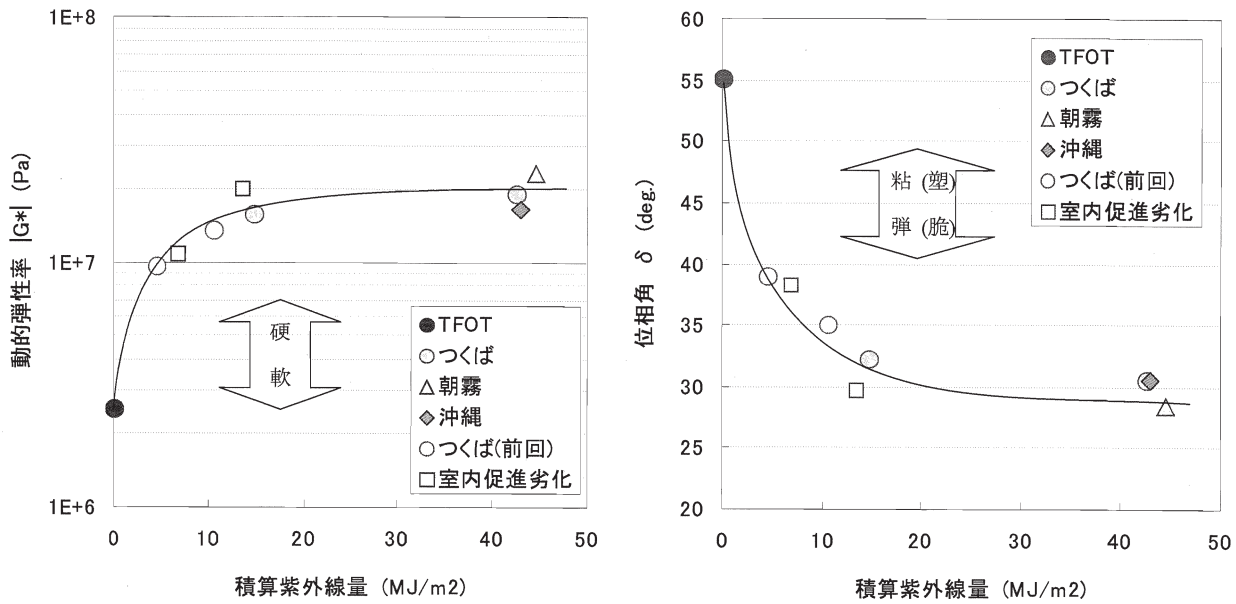 1E+8
1E+7
1E+6
動的弾性率 |G*| (Pa)
硬
軟
TFOT
つくば
朝霧
沖縄
つくば(前回)
室内促進劣化
0
10
20
30
40
50
積算紫外線量 (MJ/m2)
60
55
50
45
40
35
30
25
20
位相角 δ (deg.)
TFOT
つくば
朝霧
沖縄
つくば(前回)
室内促進劣化
粘 (塑)
弾 (脆)
0
10
20
30
40
50
積算紫外線量 (MJ/m2)